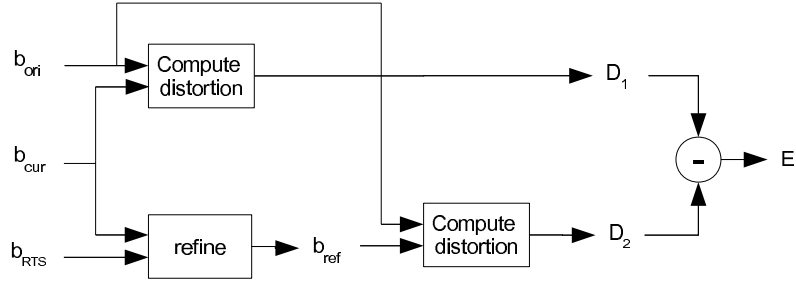 b_ori
Compute
distortion
D_1
b_cur
-
E
b_RTS
refine
b_ref
Compute
distortion
D_2